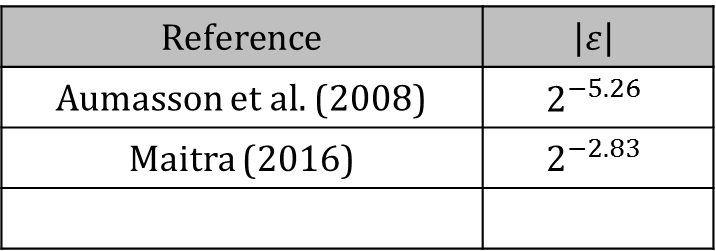 Reference |ε|
Aumasson et al. (2008) 2^−5.26
Maitra (2016) 2^−2.83